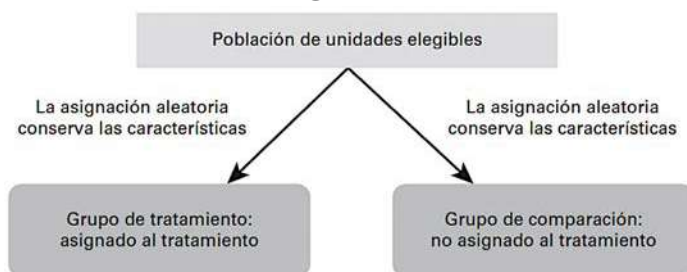 Población de unidades elegibles
La asignación aleatoria
conserva las características
La asignación aleatoria
conserva las características
Grupo de tratamiento:
asignado al tratamiento
Grupo de comparación:
no asignado al tratamiento